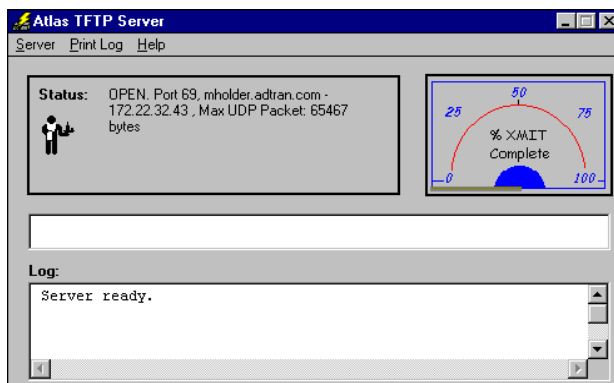 Atlas TFTP Server
Server Print Log Help
Status: OPEN. Port 69, mholder.adtran.com -
172.22.32.43 , Max UDP Packet: 65467
bytes
50
25 75
% XMIT
Complete
0 100
Log:
Server ready.